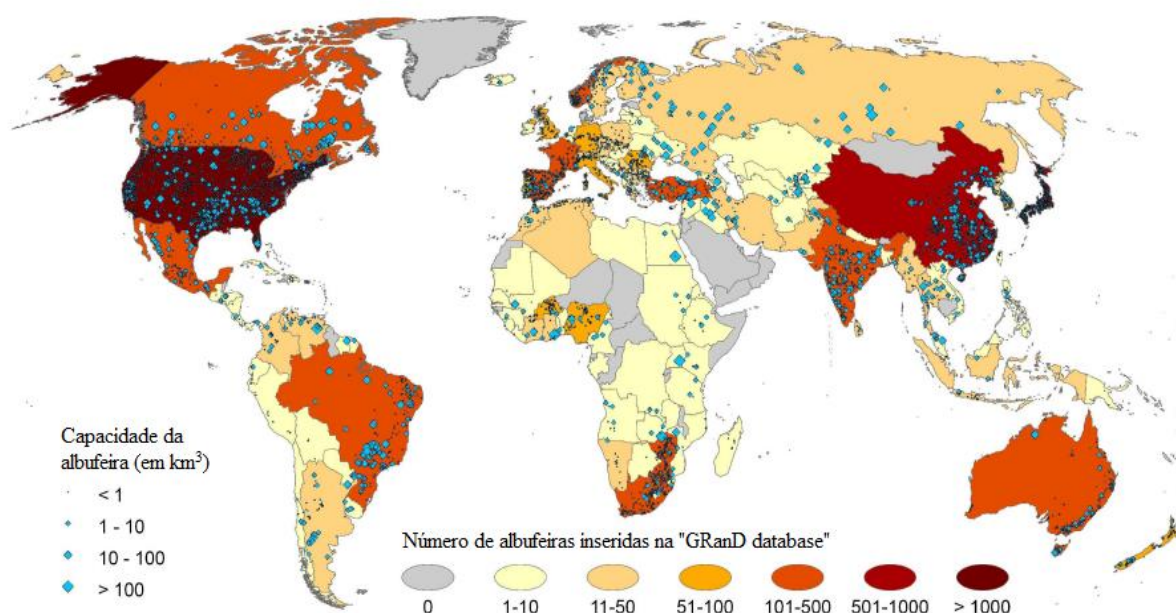 Capacidade da
albufeira (em km³)
< 1
1 - 10
10 - 100
> 100
Número de albufeiras inseridas na "GRanD database"
0 1-10 11-50 51-100 101-500 501-1000 > 1000